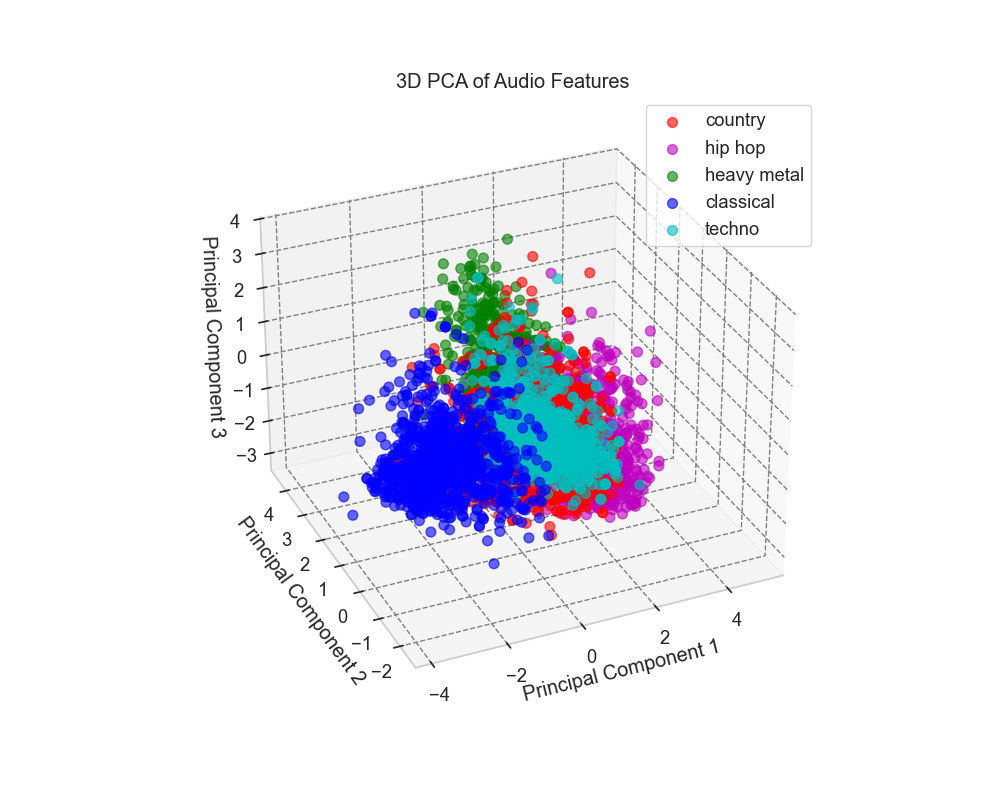 3D PCA of Audio Features
country
hip hop
heavy metal
classical
techno
4
3
2
1
0
−1
−2
−3
Principal Component 3
4
3
2
1
0
−1
−2
Principal Component 2
−4
−2
0
2
4
Principal Component 1